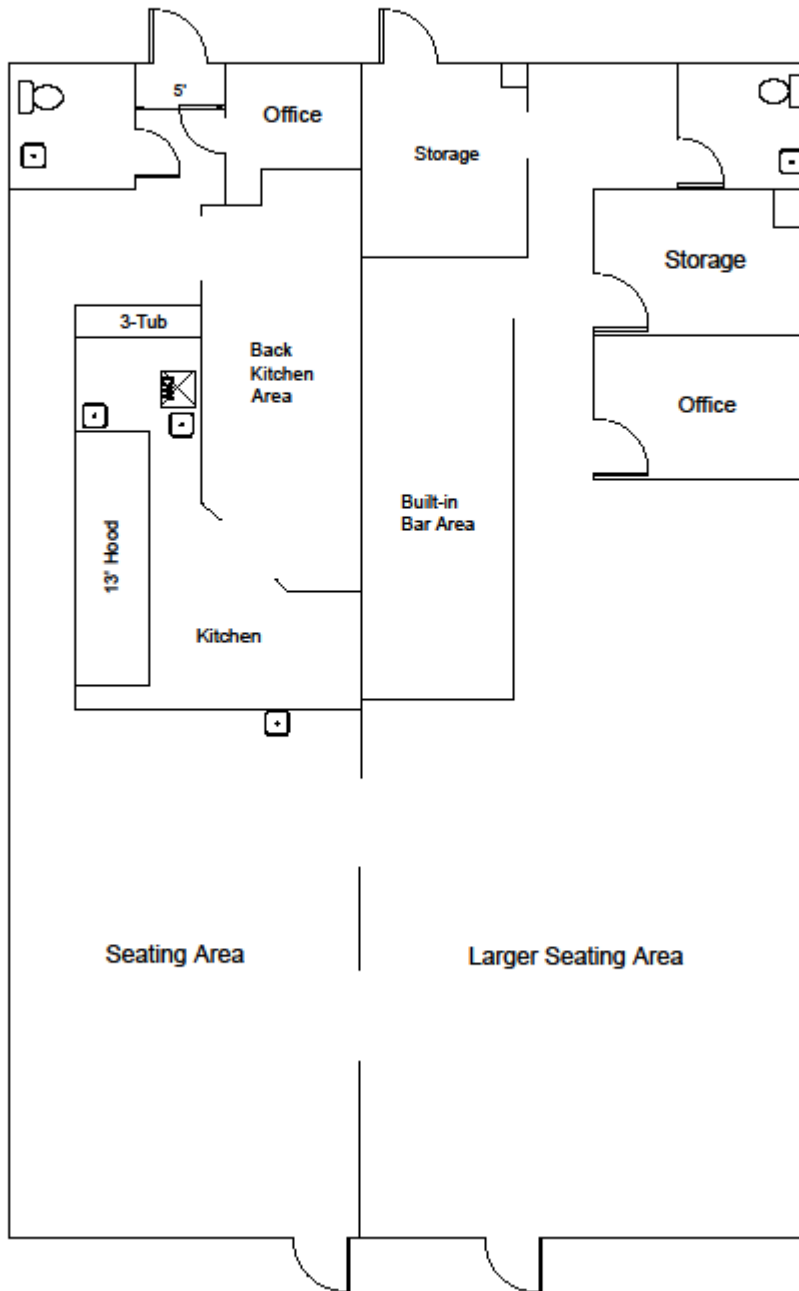 5'
Office
Storage
Storage
3-Tub
Back
Kitchen
Area
Office
Built-in
Bar Area
13' Hood
Kitchen
Seating Area
Larger Seating Area